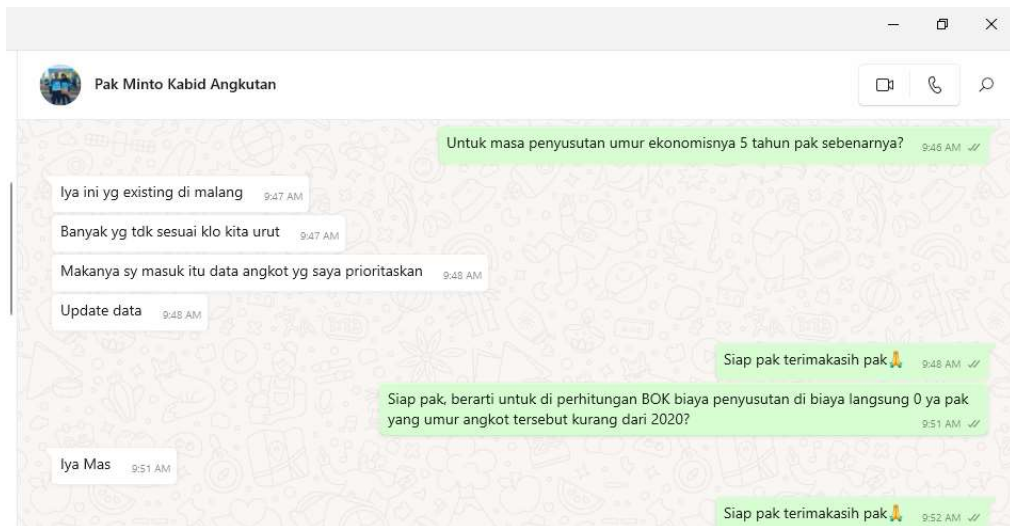 Pak Minto Kabid Angkutan
Untuk masa penyusutan umur ekonomisnya 5 tahun pak sebenarnya? 9:46 AM
Iya ini yg existing di malang 9:47 AM
Banyak yg tdk sesuai klo kita urut 9:47 AM
Makanya sy masuk itu data angkot yg saya prioritaskan 9:48 AM
Update data 9:48 AM
Siap pak terimakasih pak🙏 9:48 AM
Siap pak, berarti untuk di perhitungan BOK biaya penyusutan di biaya langsung 0 ya pak
yang umur angkot tersebut kurang dari 2020? 9:51 AM
Iya Mas 9:51 AM
Siap pak terimakasih pak🙏 9:52 AM